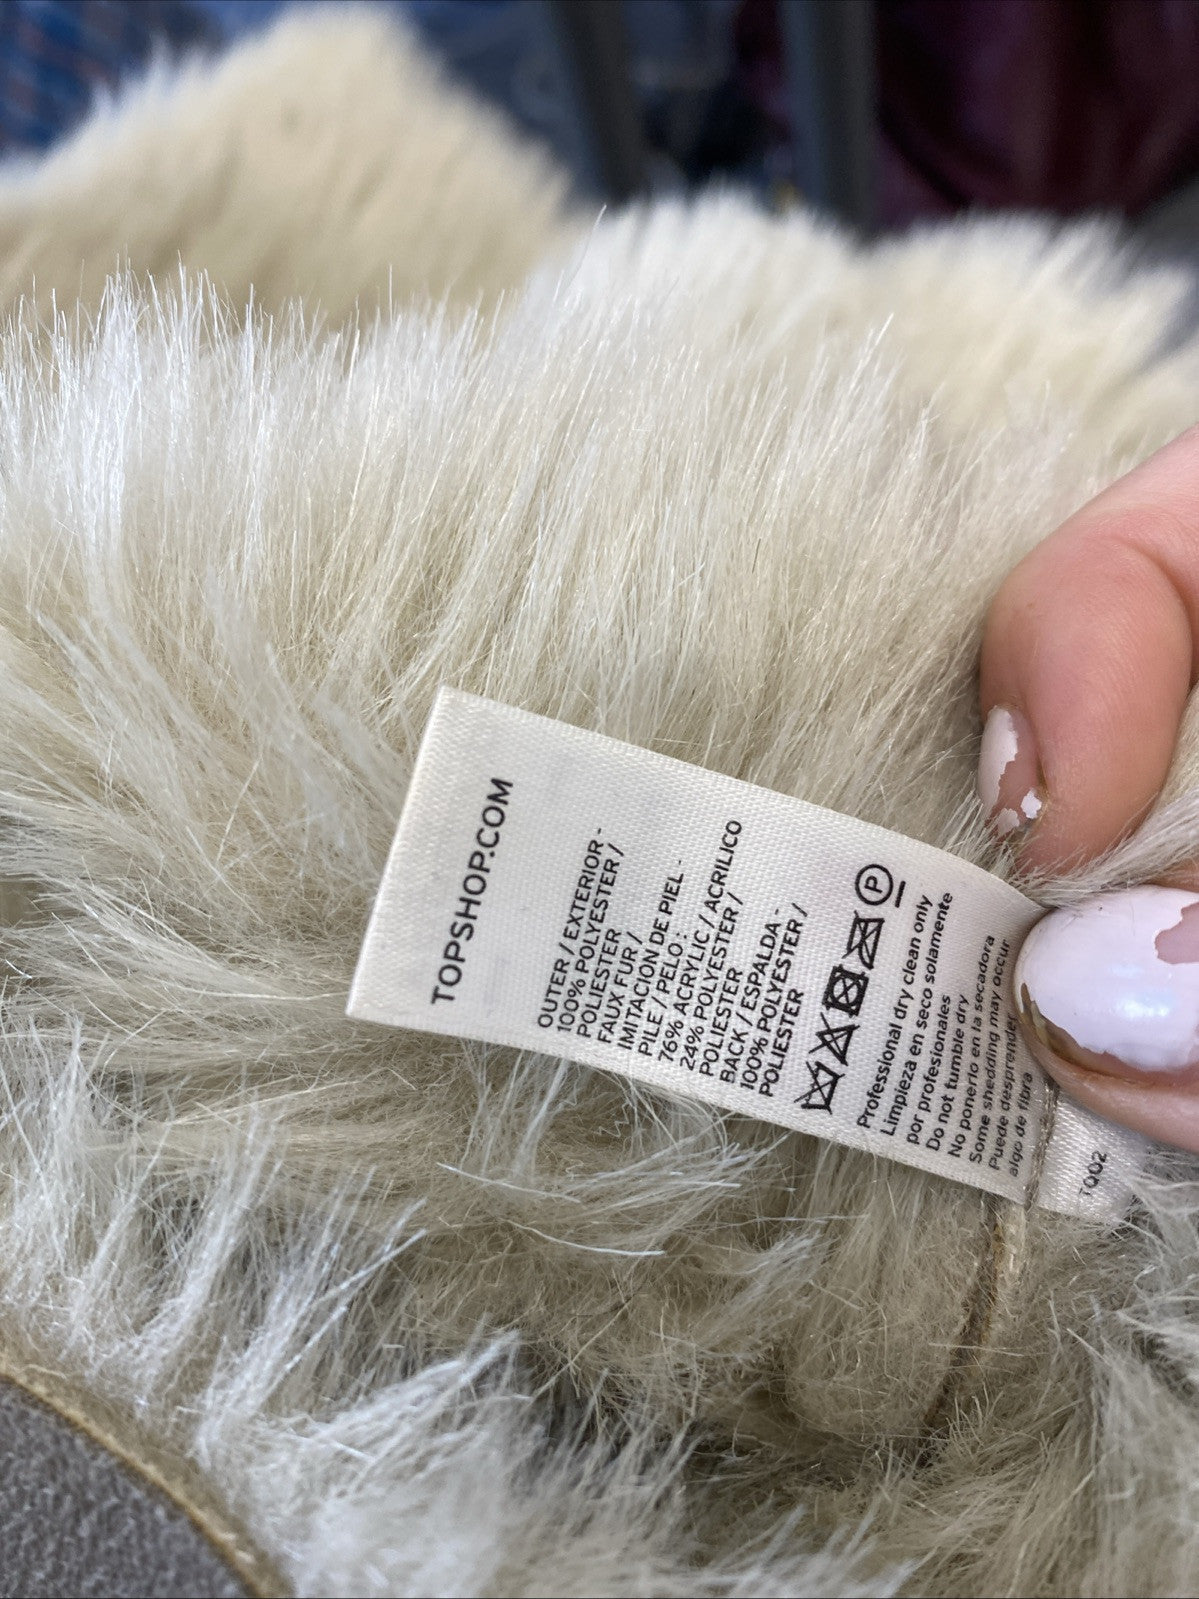 TOPSHOP.COM
OUTER / EXTERIOR -
100% POLYESTER /
POLIESTER
FAUX FUR /
IMITACION DE PIEL -
PILE / PELO :
76% ACRYLIC / ACRILICO
24% POLYESTER /
POLIESTER
BACK / ESPALDA -
100% POLYESTER /
POLIESTER
P
Professional dry clean only
Limpieza en seco solamente
por profesionales
Do not tumble dry
No ponerlo en la secadora
Some shedding may occur
Puede desprender
algo de fibra
TQ02